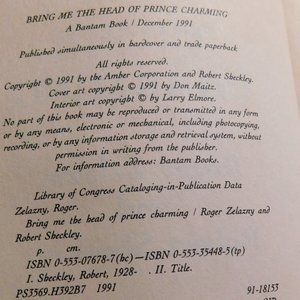 BRING ME THE HEAD OF PRINCE CHARMING
A Bantam Book / December 1991
Published simultaneously in hardcover and trade paperback
All rights reserved.
Copyright © 1991 by the Amber Corporation and Robert Sheckley.
Cover art copyright © 1991 by Don Maitz.
Interior art copyright © by Larry Elmore.
No part of this book may be reproduced or transmitted in any form
or by any means, electronic or mechanical, including photocopying,
recording, or by any information storage and retrieval system, without
permission in writing from the publisher.
For information address: Bantam Books.
Library of Congress Cataloging-in-Publication Data
Zelazny, Roger.
Bring me the head of prince charming / Roger Zelazny and
Robert Sheckley.
p. cm.
ISBN 0-553-07678-7(hc)—ISBN 0-553-35448-5(tp)
I. Sheckley, Robert, 1928- . II. Title.
PS3569.H392B7 1991
91-18153
CIP